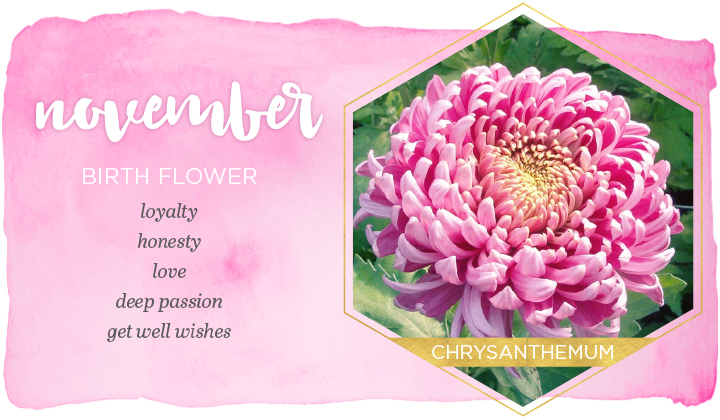 november
BIRTH FLOWER
loyalty
honesty
love
deep passion
get well wishes
CHRYSANTHEMUM